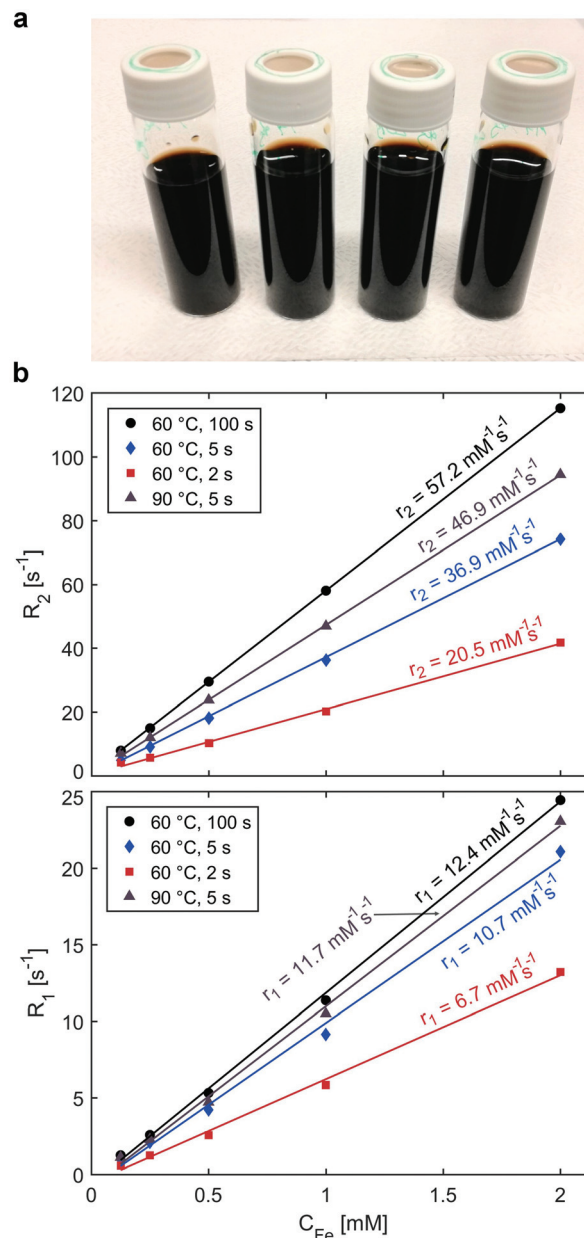 a
b
120
100
80
60
40
20
0
R₂ [s⁻¹]
60 °C, 100 s
60 °C, 5 s
60 °C, 2 s
90 °C, 5 s
r₂ = 57.2 mM⁻¹s⁻¹
r₂ = 46.9 mM⁻¹s⁻¹
r₂ = 36.9 mM⁻¹s⁻¹
r₂ = 20.5 mM⁻¹s⁻¹
25
20
15
10
5
0
R₁ [s⁻¹]
60 °C, 100 s
60 °C, 5 s
60 °C, 2 s
90 °C, 5 s
r₁ = 12.4 mM⁻¹s⁻¹
r₁ = 11.7 mM⁻¹s⁻¹
r₁ = 10.7 mM⁻¹s⁻¹
r₁ = 6.7 mM⁻¹s⁻¹
0 0.5 1 1.5 2
C_Fe [mM]